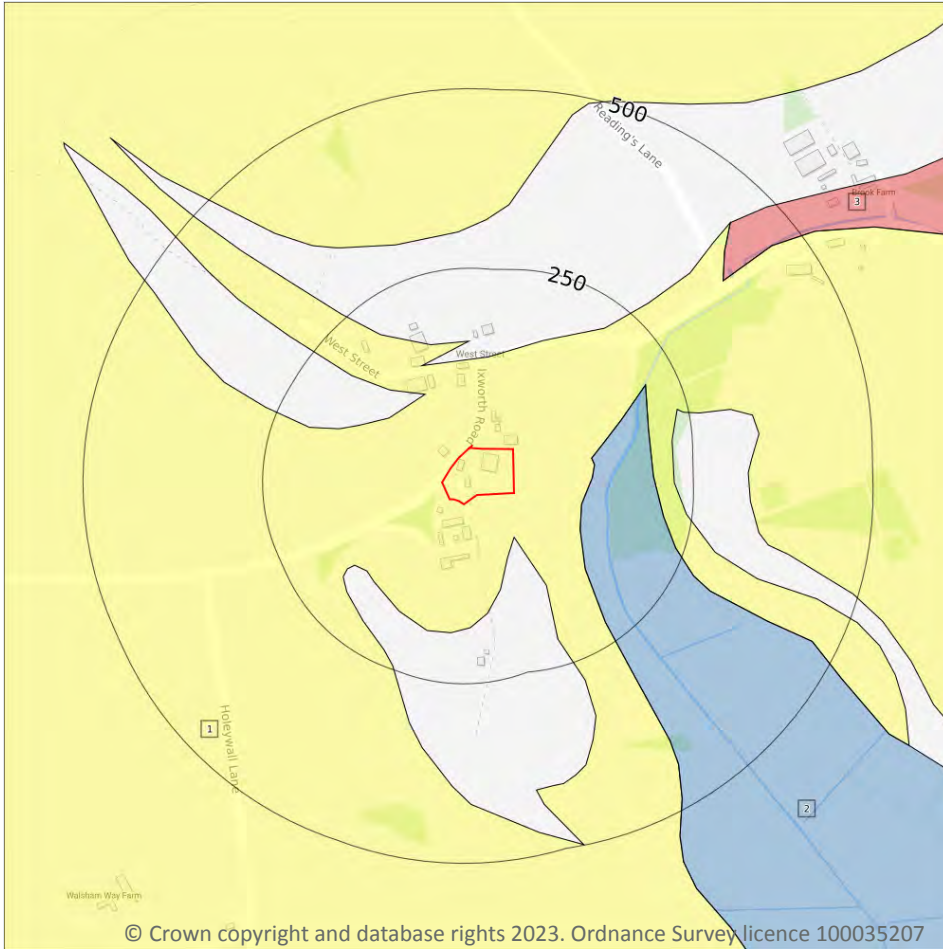 500
Reading's Lane
Brook Farm
3
250
West Street
West Street
Ixworth Road
1
Holeywall Lane
2
Walsham Way Farm
© Crown copyright and database rights 2023. Ordnance Survey licence 100035207